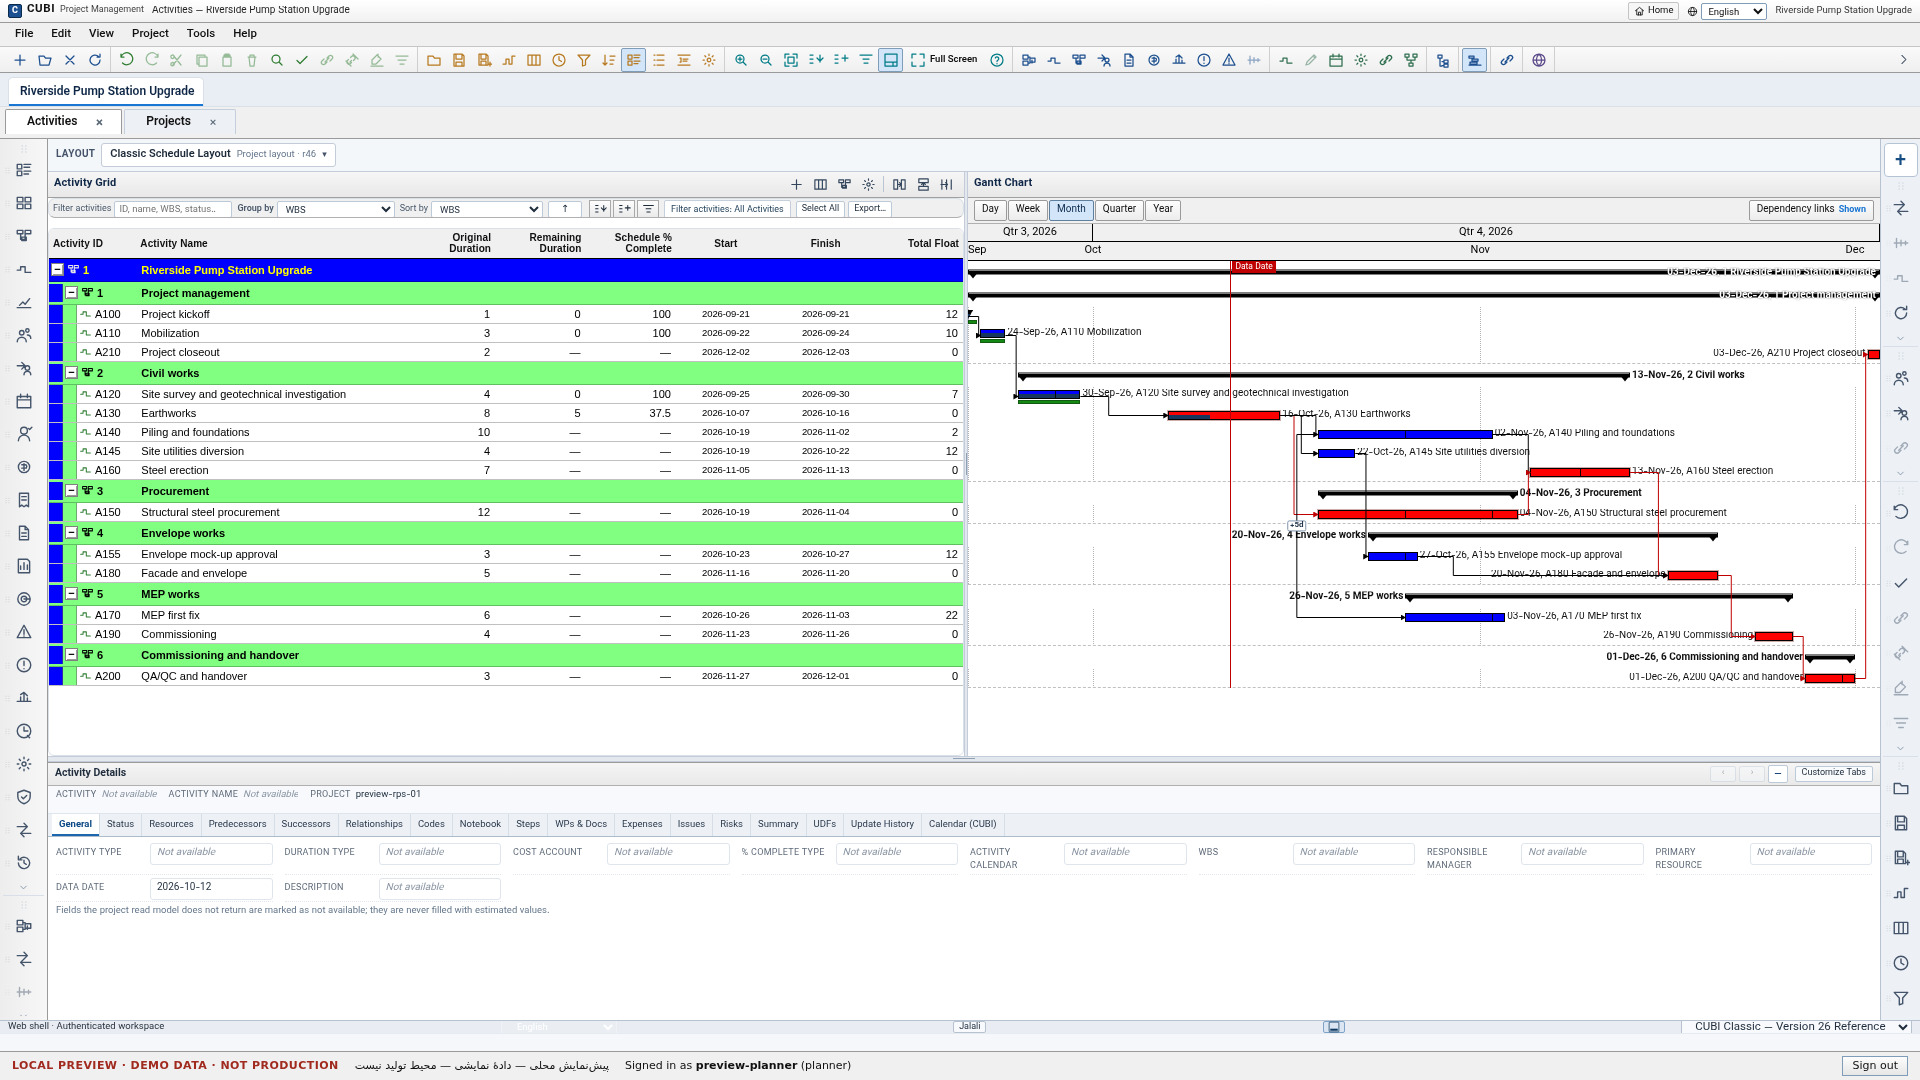 CUBI Project Management Activities — Riverside Pump Station Upgrade
Home English Riverside Pump Station Upgrade
File Edit View Project Tools Help
Full Screen
Riverside Pump Station Upgrade
Activities × Projects ×
LAYOUT Classic Schedule Layout Project layout · r46
Activity Grid
Filter activities ID, name, WBS, status.. Group by WBS Sort by WBS ↑ Filter activities: All Activities Select All Export...
Activity ID Activity Name Original Duration Remaining Duration Schedule % Complete Start Finish Total Float
1 Riverside Pump Station Upgrade
1 Project management
A100 Project kickoff 1 0 100 2026-09-21 2026-09-21 12
A110 Mobilization 3 0 100 2026-09-22 2026-09-24 10
A210 Project closeout 2 — — 2026-12-02 2026-12-03 0
2 Civil works
A120 Site survey and geotechnical investigation 4 0 100 2026-09-25 2026-09-30 7
A130 Earthworks 8 5 37.5 2026-10-07 2026-10-16 0
A140 Piling and foundations 10 — — 2026-10-19 2026-11-02 2
A145 Site utilities diversion 4 — — 2026-10-19 2026-10-22 12
A160 Steel erection 7 — — 2026-11-05 2026-11-13 0
3 Procurement
A150 Structural steel procurement 12 — — 2026-10-19 2026-11-04 0
4 Envelope works
A155 Envelope mock-up approval 3 — — 2026-10-23 2026-10-27 12
A180 Facade and envelope 5 — — 2026-11-16 2026-11-20 0
5 MEP works
A170 MEP first fix 6 — — 2026-10-26 2026-11-03 22
A190 Commissioning 4 — — 2026-11-23 2026-11-26 0
6 Commissioning and handover
A200 QA/QC and handover 3 — — 2026-11-27 2026-12-01 0
Gantt Chart
Day Week Month Quarter Year Dependency links Shown
Qtr 3, 2026 Qtr 4, 2026
Sep Oct Nov Dec
Data Date
03-Dec-26, 1 Riverside Pump Station Upgrade
03-Dec-26, 1 Project management
24-Sep-26, A110 Mobilization
03-Dec-26, A210 Project closeout
13-Nov-26, 2 Civil works
30-Sep-26, A120 Site survey and geotechnical investigation
16-Oct-26, A130 Earthworks
02-Nov-26, A140 Piling and foundations
22-Oct-26, A145 Site utilities diversion
13-Nov-26, A160 Steel erection
04-Nov-26, 3 Procurement
04-Nov-26, A150 Structural steel procurement
+5d
20-Nov-26, 4 Envelope works
27-Oct-26, A155 Envelope mock-up approval
20-Nov-26, A180 Facade and envelope
26-Nov-26, 5 MEP works
03-Nov-26, A170 MEP first fix
26-Nov-26, A190 Commissioning
01-Dec-26, 6 Commissioning and handover
01-Dec-26, A200 QA/QC and handover
Activity Details
Customize Tabs
ACTIVITY Not available ACTIVITY NAME Not available PROJECT preview-rps-01
General Status Resources Predecessors Successors Relationships Codes Notebook Steps WPs & Docs Expenses Issues Risks Summary UDFs Update History Calendar (CUBI)
ACTIVITY TYPE Not available DURATION TYPE Not available COST ACCOUNT Not available % COMPLETE TYPE Not available ACTIVITY CALENDAR Not available WBS Not available RESPONSIBLE MANAGER Not available PRIMARY RESOURCE Not available
DATA DATE 2026-10-12 DESCRIPTION Not available
Fields the project read model does not return are marked as not available; they are never filled with estimated values.
Web shell · Authenticated workspace English Jalali CUBI Classic — Version 26 Reference
LOCAL PREVIEW · DEMO DATA · NOT PRODUCTION پیش‌نمایش محلی — دادهٔ نمایشی — محیط تولید نیست Signed in as preview-planner (planner) Sign out